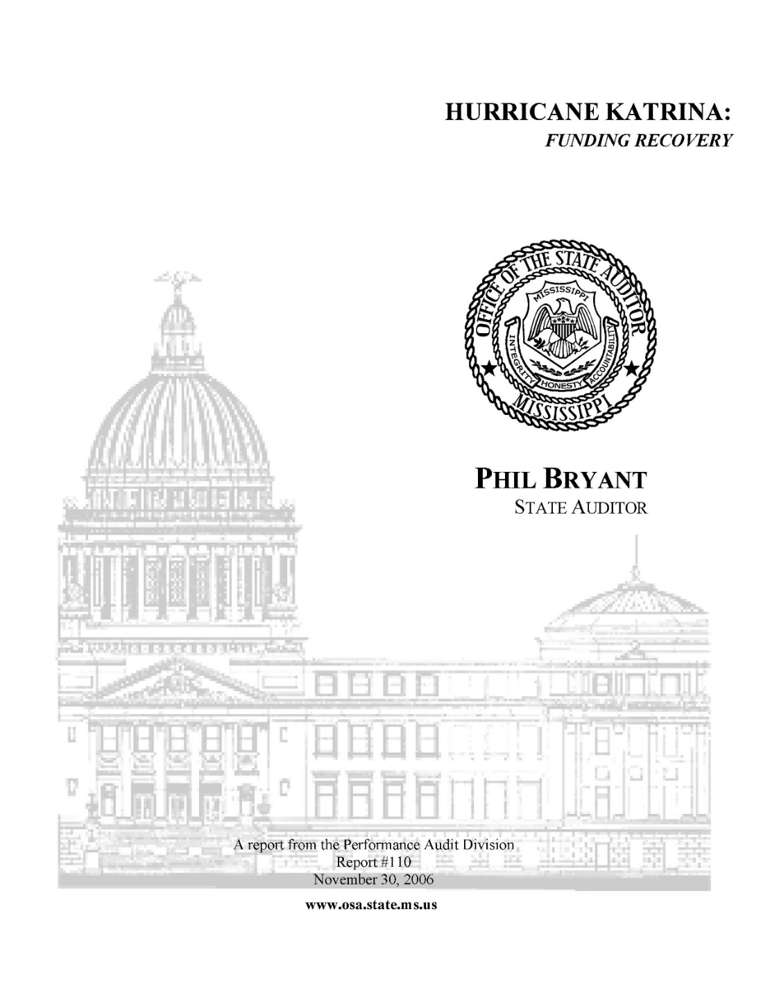 HURRICANE KATRINA:
FUNDING RECOVERY
OFFICE OF THE STATE AUDITOR
MISSISSIPPI
INTEGRITY
HONESTY
ACCOUNTABILITY
MISSISSIPPI
PHIL BRYANT
STATE AUDITOR
A report from the Performance Audit Division
Report #110
November 30, 2006
www.osa.state.ms.us